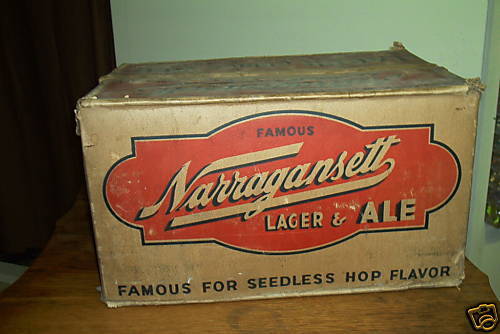 FAMOUS
Narragansett
LAGER & ALE
FAMOUS FOR SEEDLESS HOP FLAVOR